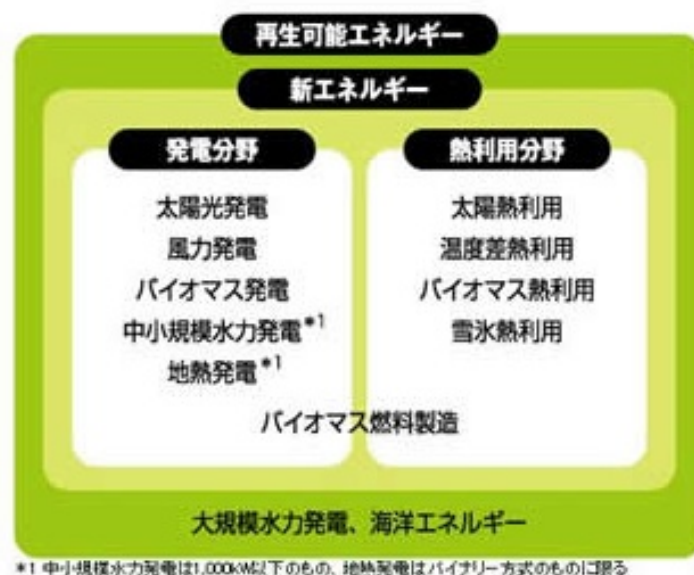 再生可能エネルギー
新エネルギー
発電分野
太陽光発電
風力発電
バイオマス発電
中小規模水力発電*1
地熱発電*1
熱利用分野
太陽熱利用
温度差熱利用
バイオマス熱利用
雪氷熱利用
バイオマス燃料製造
大規模水力発電、海洋エネルギー
*1 中小規模水力発電は1,000kW以下のもの、地熱発電はバイナリー方式のものに限る